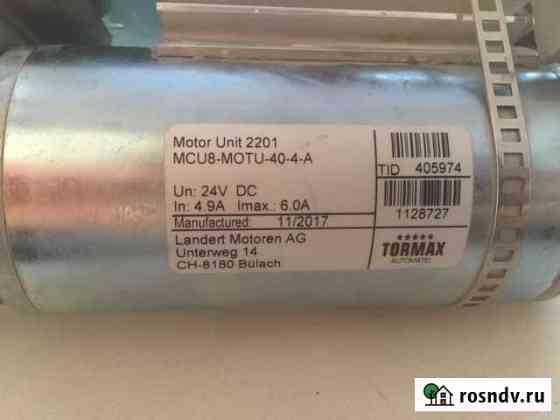 Motor Unit 2201
MCU8-MOTU-40-4-A
Un: 24V DC
In: 4.9A Imax.: 6.0A
Manufactured: 11/2017
Landert Motoren AG
Unterweg 14
CH-8180 Bülach
TID 405974
1128727
TORMAX
AUTOMATIC
rosndv.ru